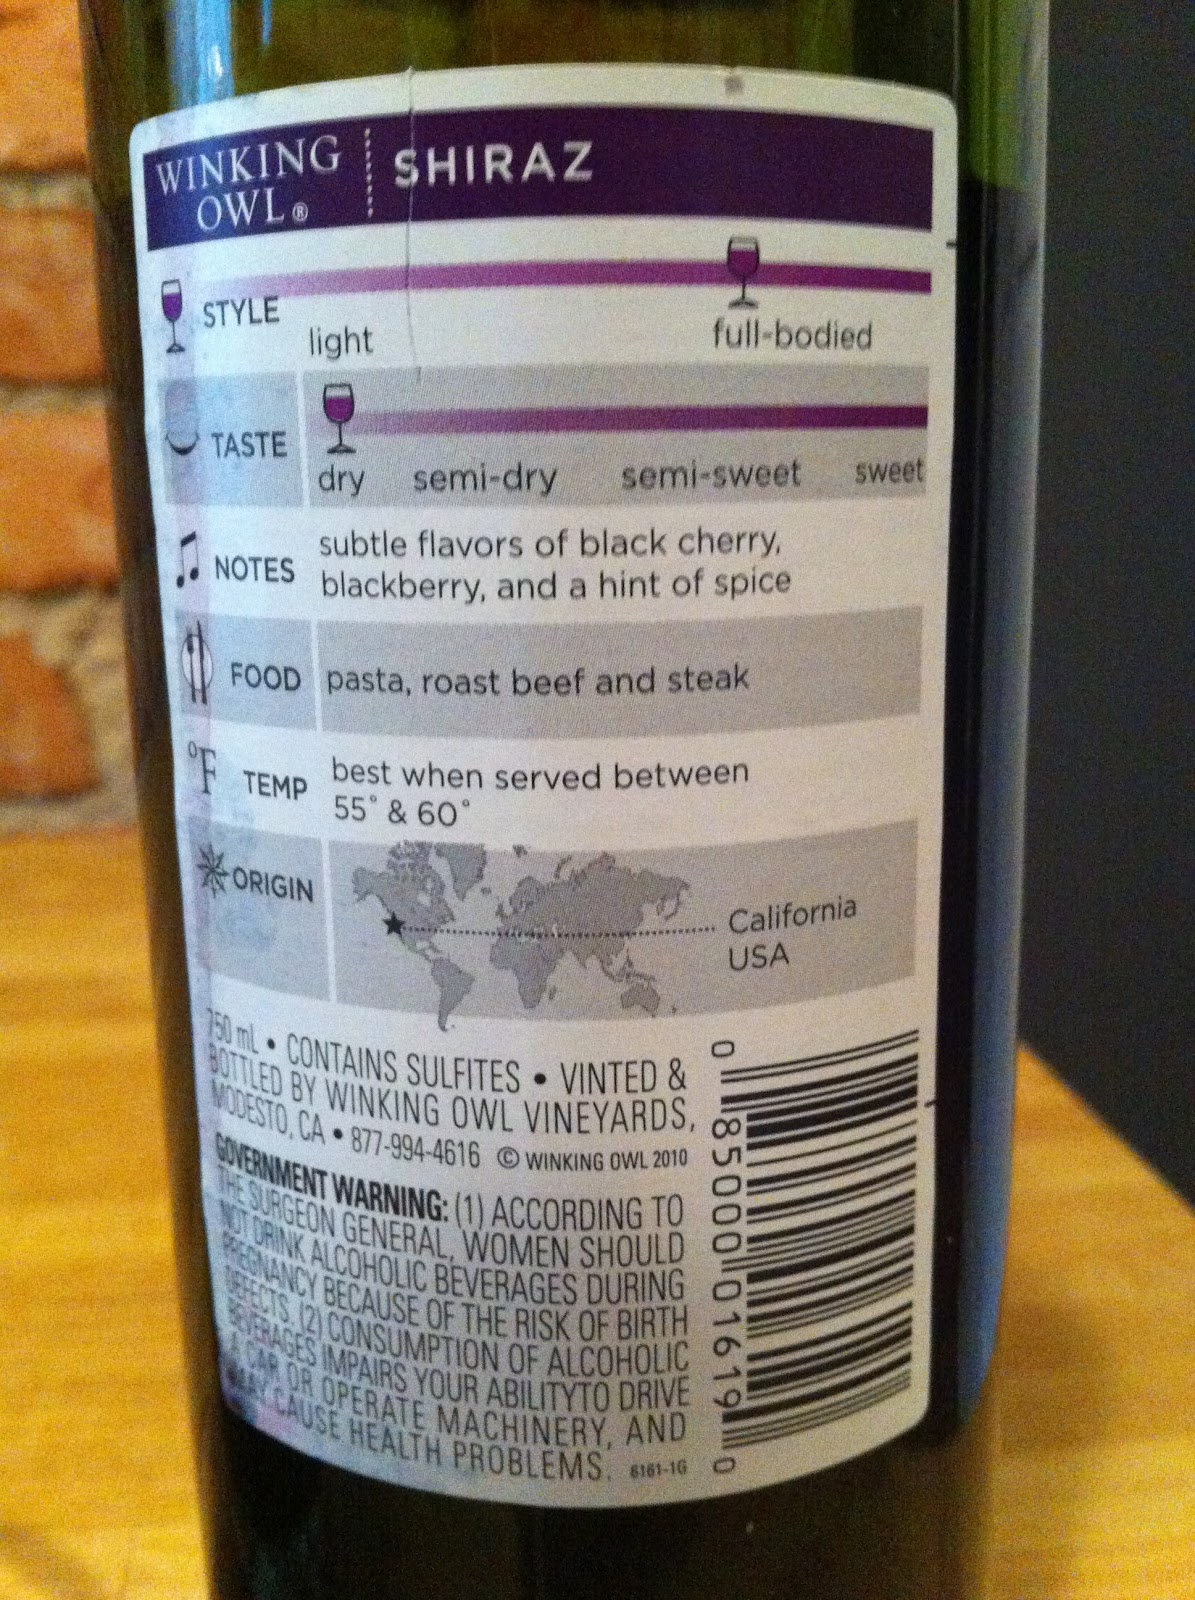 WINKING
OWL®
SHIRAZ
STYLE
light full-bodied
TASTE
dry semi-dry semi-sweet sweet
NOTES
subtle flavors of black cherry,
blackberry, and a hint of spice
FOOD
pasta, roast beef and steak
°F TEMP
best when served between
55° & 60°
ORIGIN
California
USA
750 mL • CONTAINS SULFITES • VINTED &
BOTTLED BY WINKING OWL VINEYARDS,
MODESTO, CA • 877-994-4616 © WINKING OWL 2010
GOVERNMENT WARNING: (1) ACCORDING TO
THE SURGEON GENERAL, WOMEN SHOULD
NOT DRINK ALCOHOLIC BEVERAGES DURING
PREGNANCY BECAUSE OF THE RISK OF BIRTH
DEFECTS. (2) CONSUMPTION OF ALCOHOLIC
BEVERAGES IMPAIRS YOUR ABILITYTO DRIVE
A CAR OR OPERATE MACHINERY, AND
MAY CAUSE HEALTH PROBLEMS. 6161-1G
0 85000 01619 0